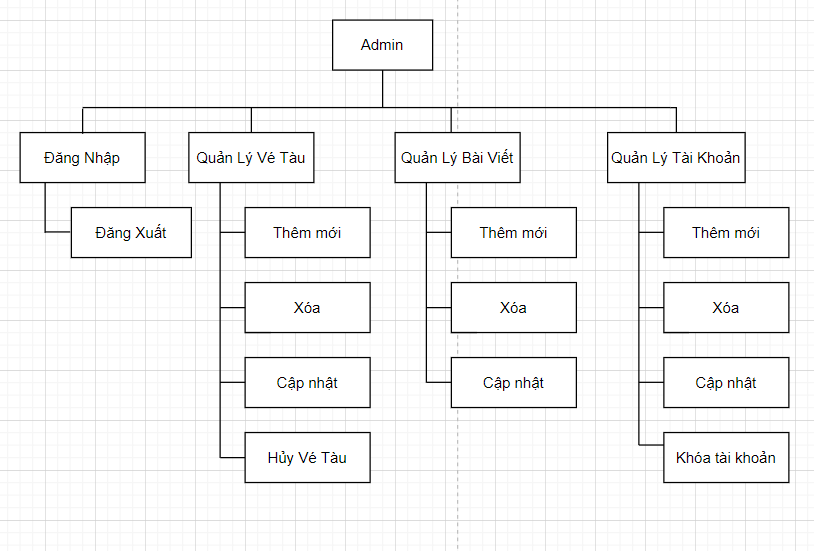 Admin
Đăng Nhập
Quản Lý Vé Tàu
Quản Lý Bài Viết
Quản Lý Tài Khoản
Đăng Xuất
Thêm mới
Thêm mới
Thêm mới
Xóa
Xóa
Xóa
Cập nhật
Cập nhật
Cập nhật
Hủy Vé Tàu
Khóa tài khoản